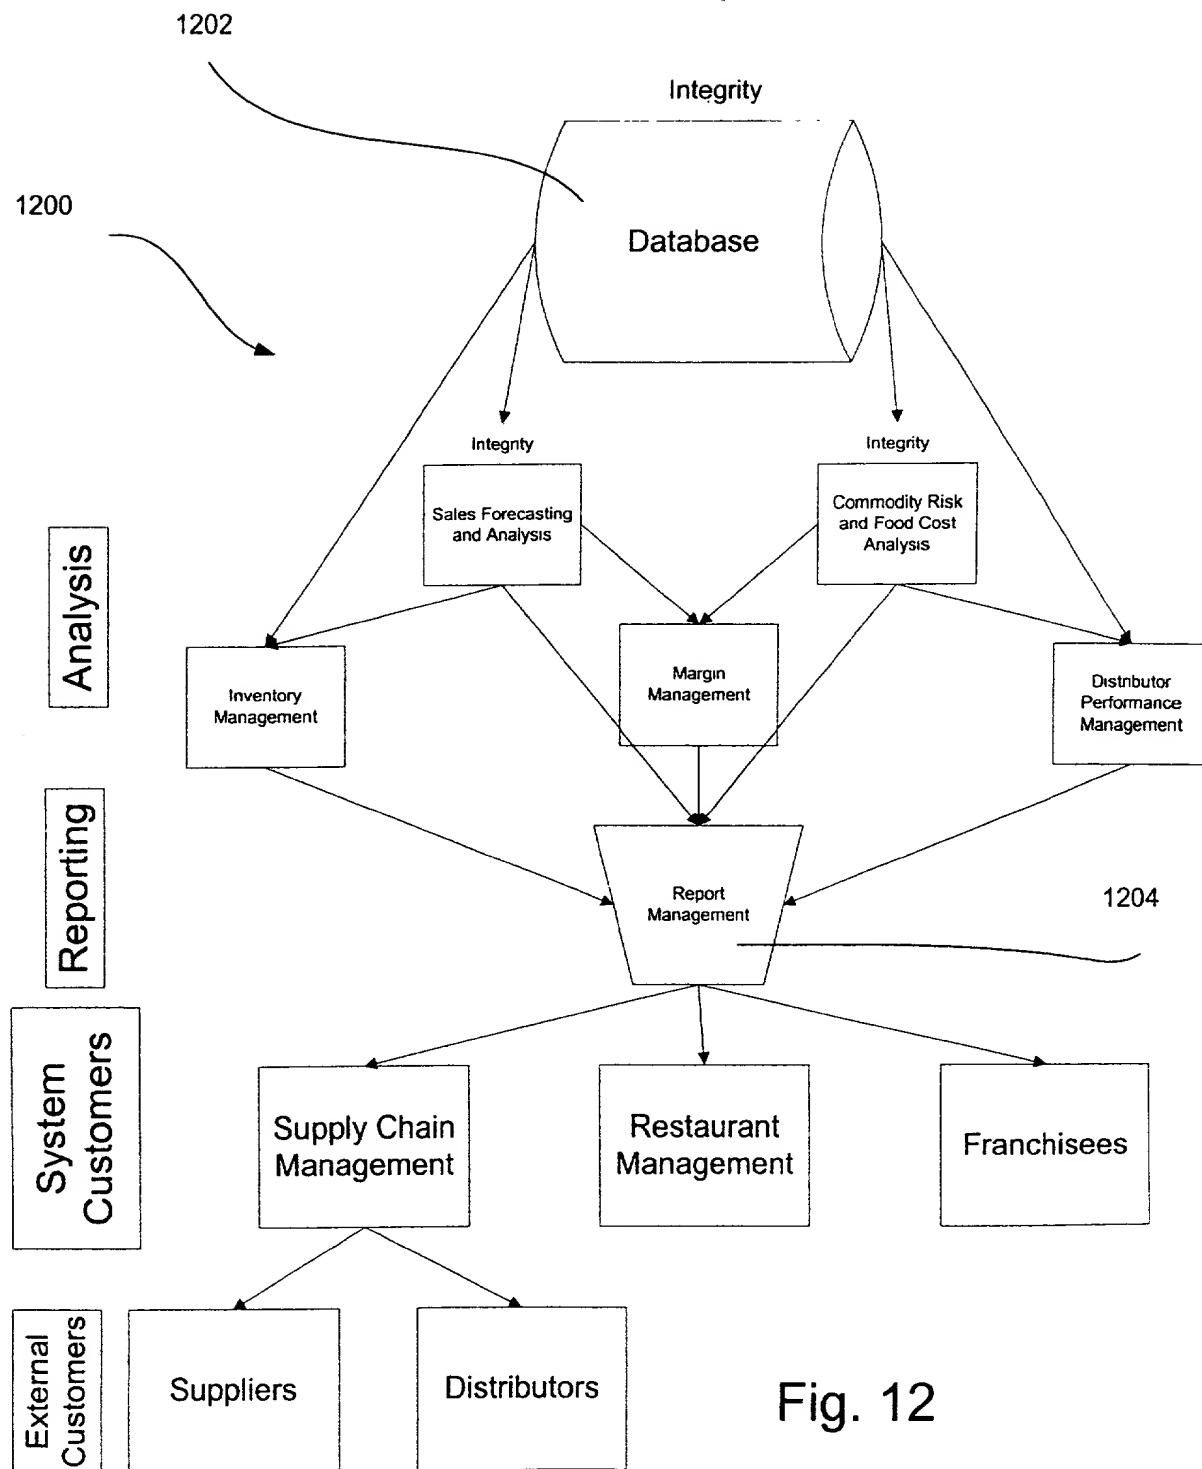 1202
Integrity
1200
Database
Integrity
Integrity
Sales Forecasting
and Analysis
Commodity Risk
and Food Cost
Analysis
Analysis
Inventory
Management
Margin
Management
Distributor
Performance
Management
Reporting
Report
Management
1204
System
Customers
Supply Chain
Management
Restaurant
Management
Franchisees
External
Customers
Suppliers
Distributors
Fig. 12